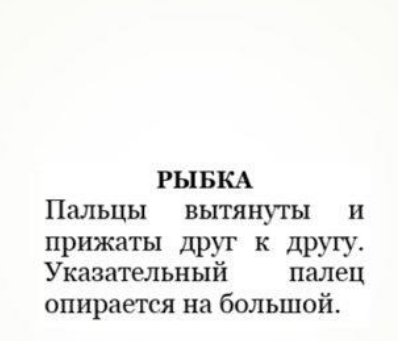 РЫБКА
Пальцы вытянуты и
прижаты друг к другу.
Указательный палец
опирается на большой.